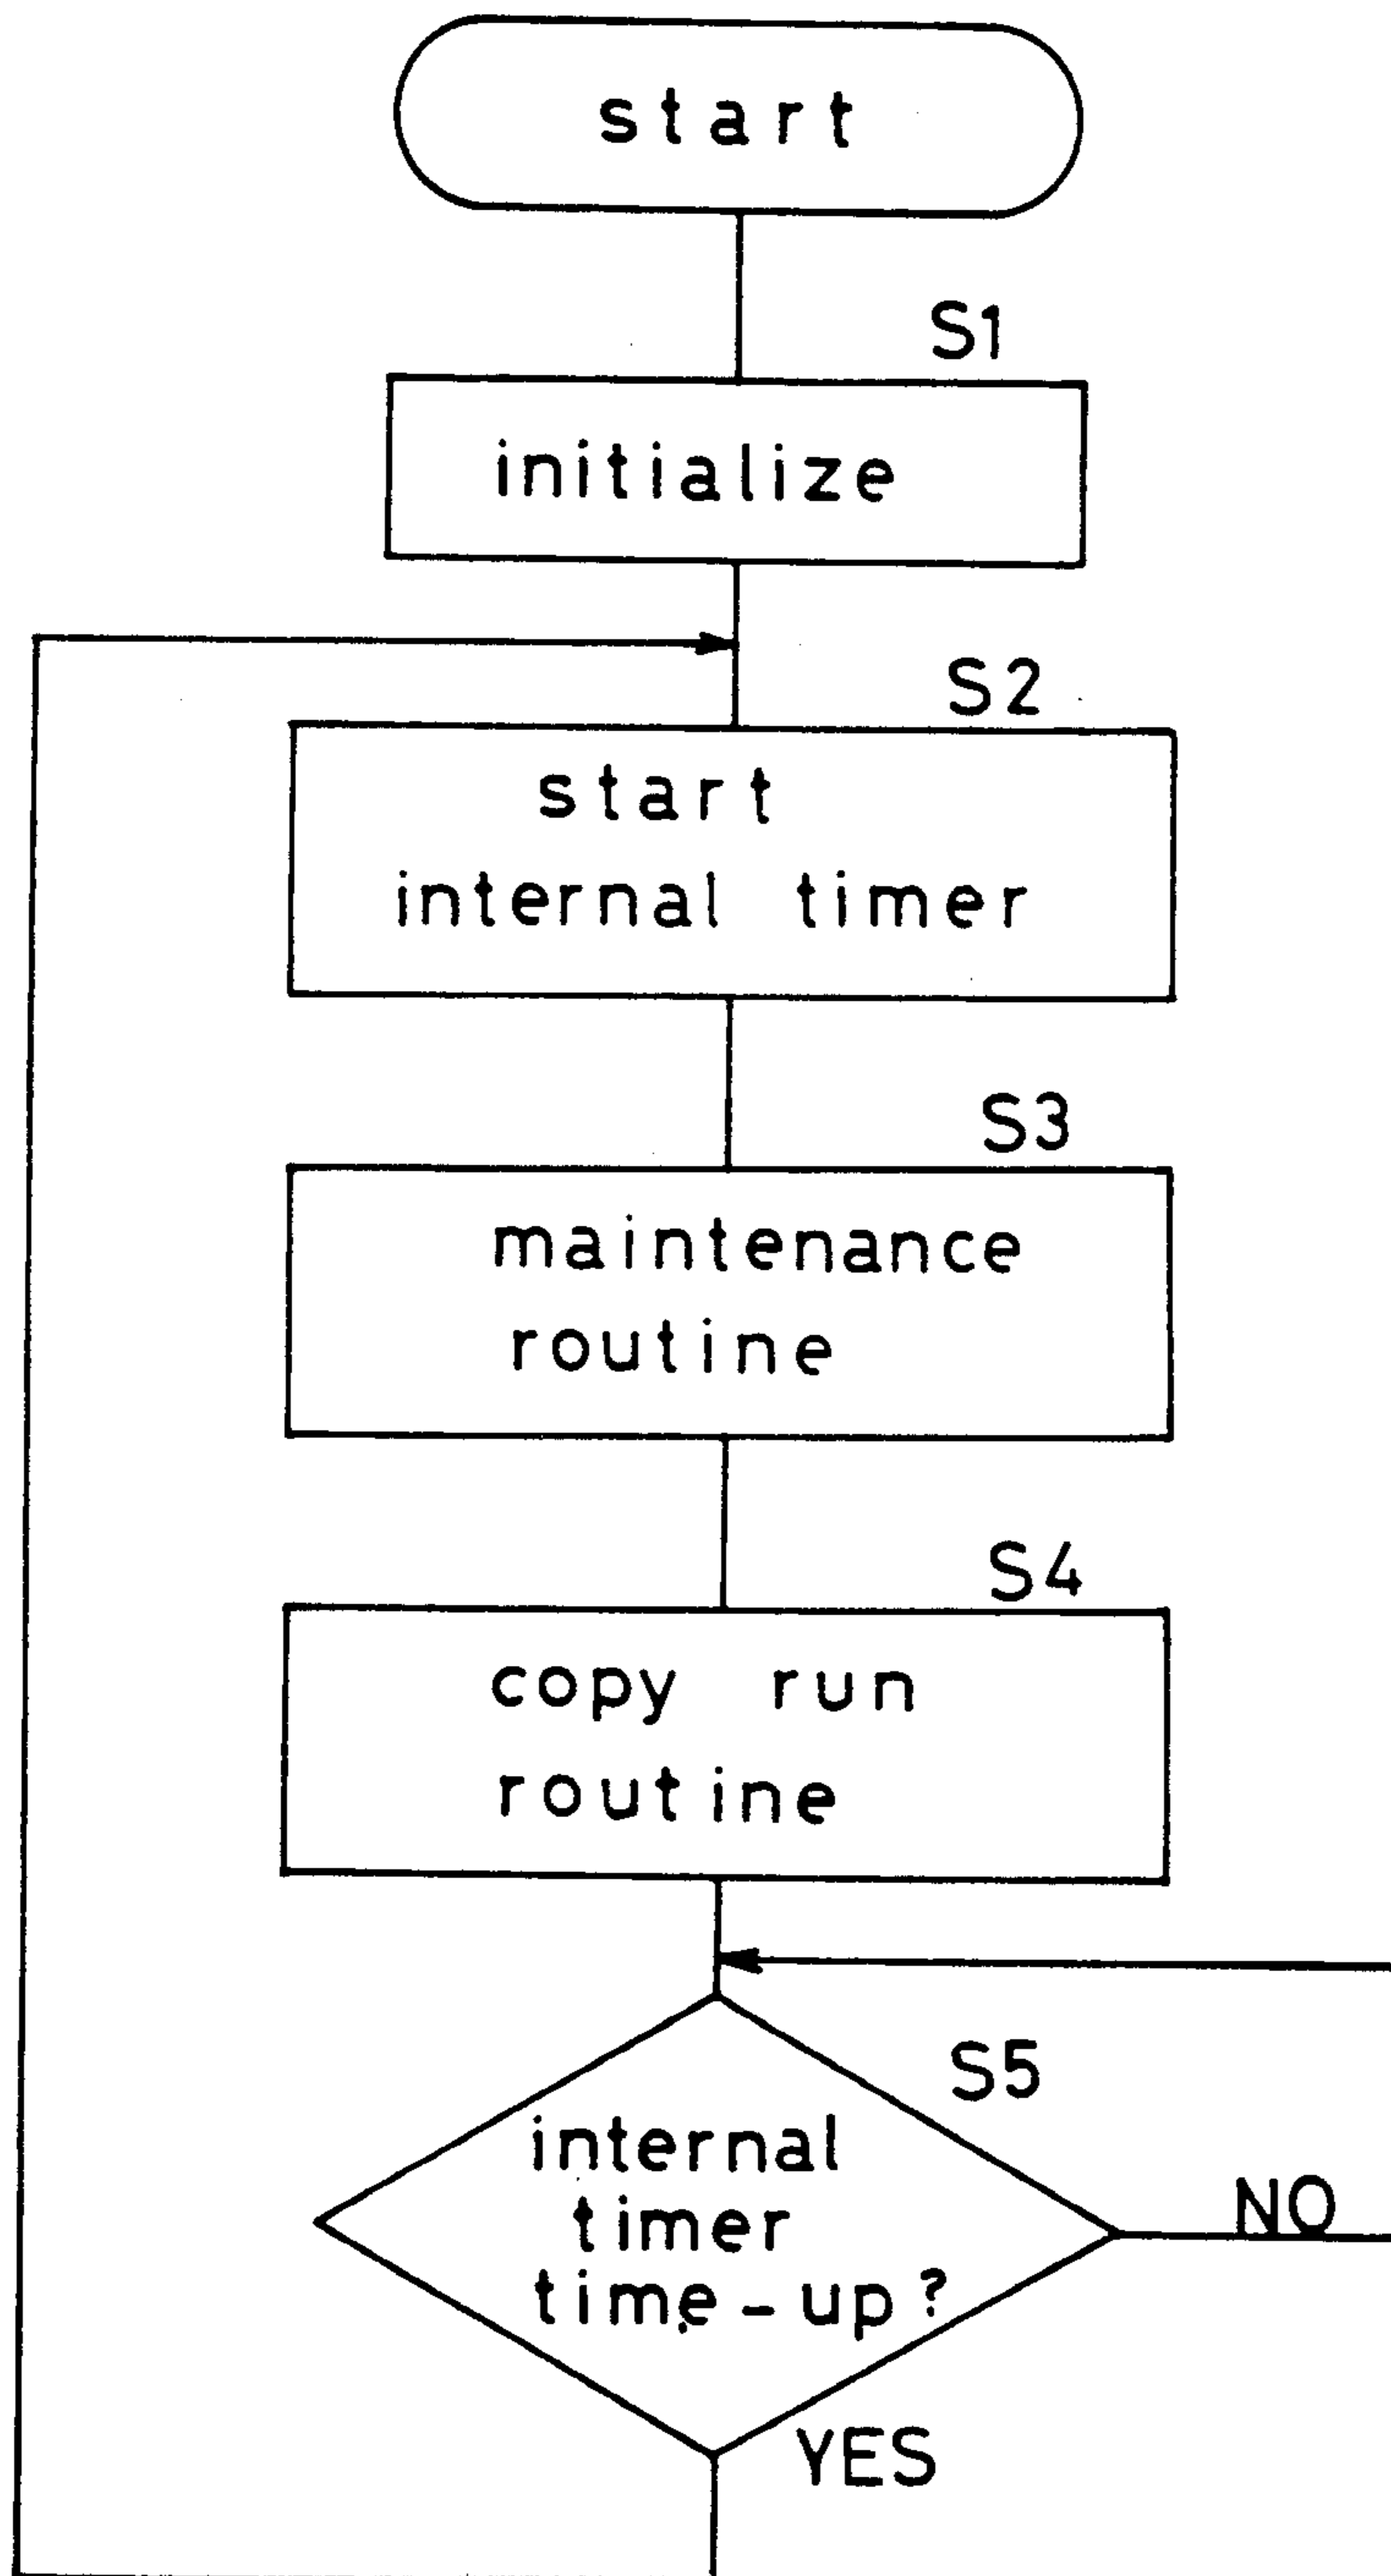 start
S1
initialize
S2
start
internal timer
S3
maintenance
routine
S4
copy run
routine
S5
internal
timer
time-up?
NO
YES